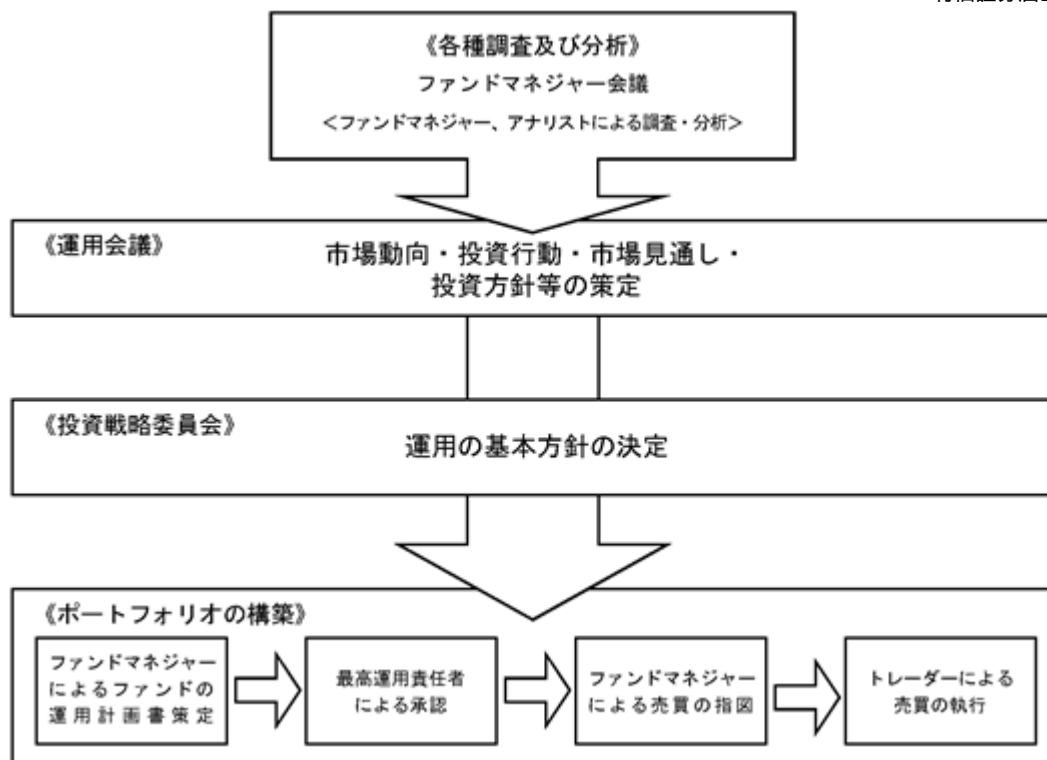 《各種調査及び分析》
ファンドマネジャー会議
＜ファンドマネジャー、アナリストによる調査・分析＞
《運用会議》
市場動向・投資行動・市場見通し・
投資方針等の策定
《投資戦略委員会》
運用の基本方針の決定
《ポートフォリオの構築》
ファンドマネジャー
によるファンドの
運用計画書策定
最高運用責任者
による承認
ファンドマネジャー
による売買の指図
トレーダーによる
売買の執行